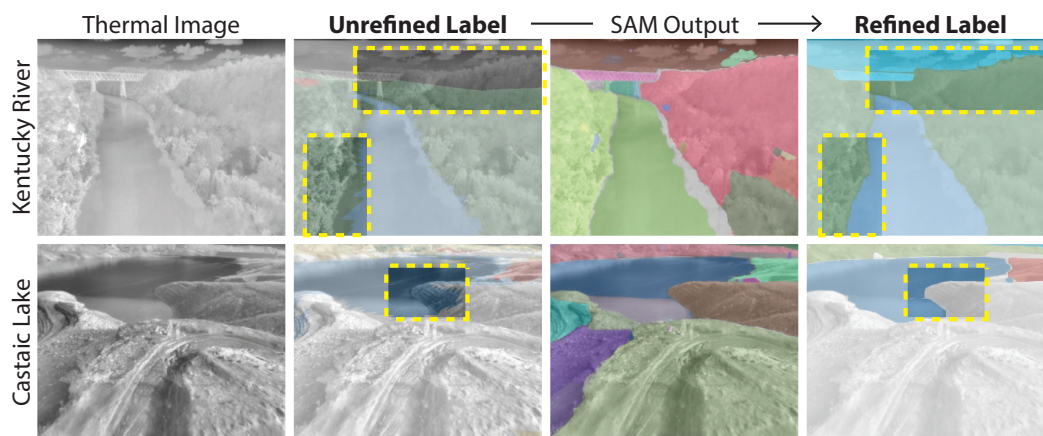 Thermal Image Unrefined Label SAM Output Refined Label
Kentucky River
Castaic Lake